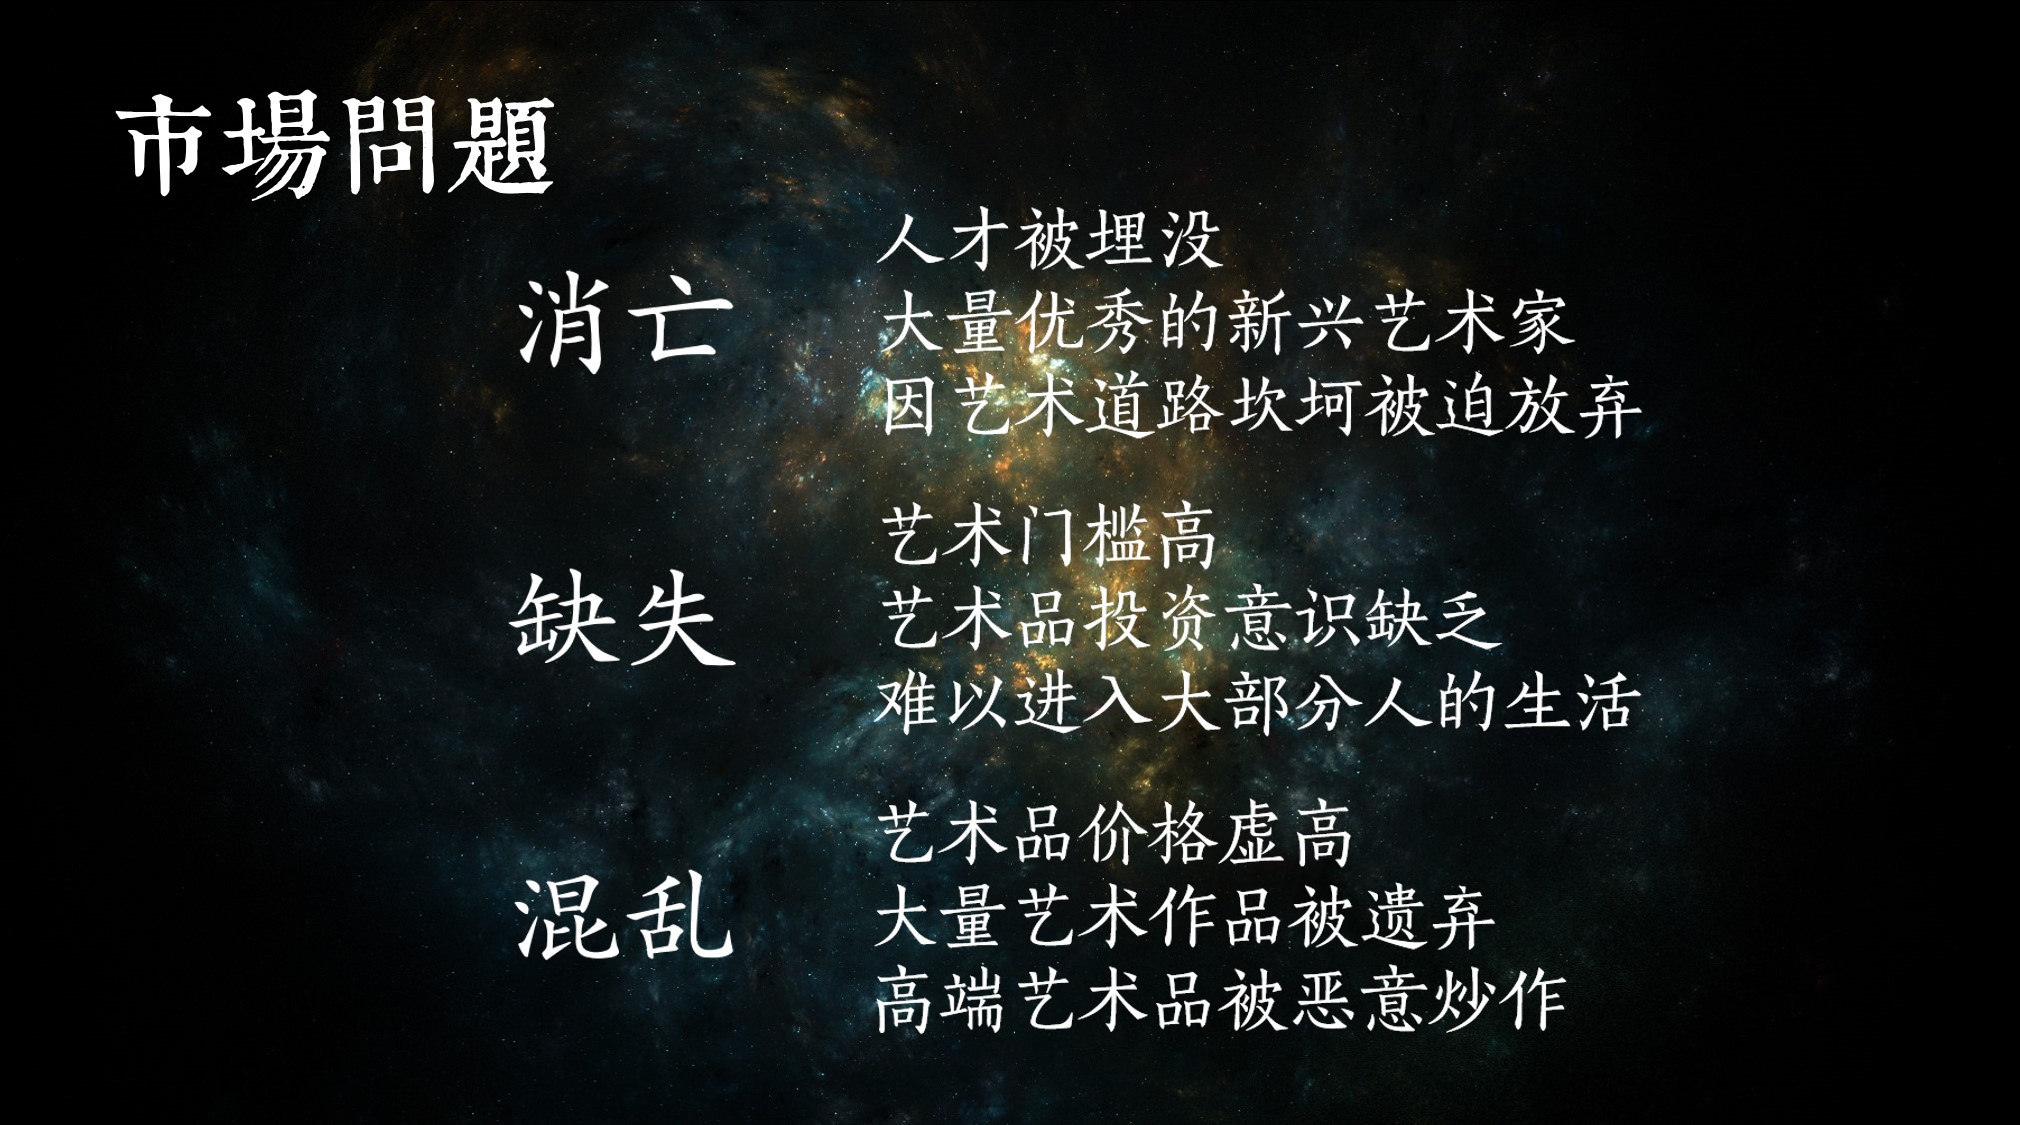 市場問題
消亡
人才被埋没
大量优秀的新兴艺术家
因艺术道路坎坷被迫放弃
缺失
艺术门槛高
艺术品投资意识缺乏
难以进入大部分人的生活
混乱
艺术品价格虚高
大量艺术作品被遗弃
高端艺术品被恶意炒作